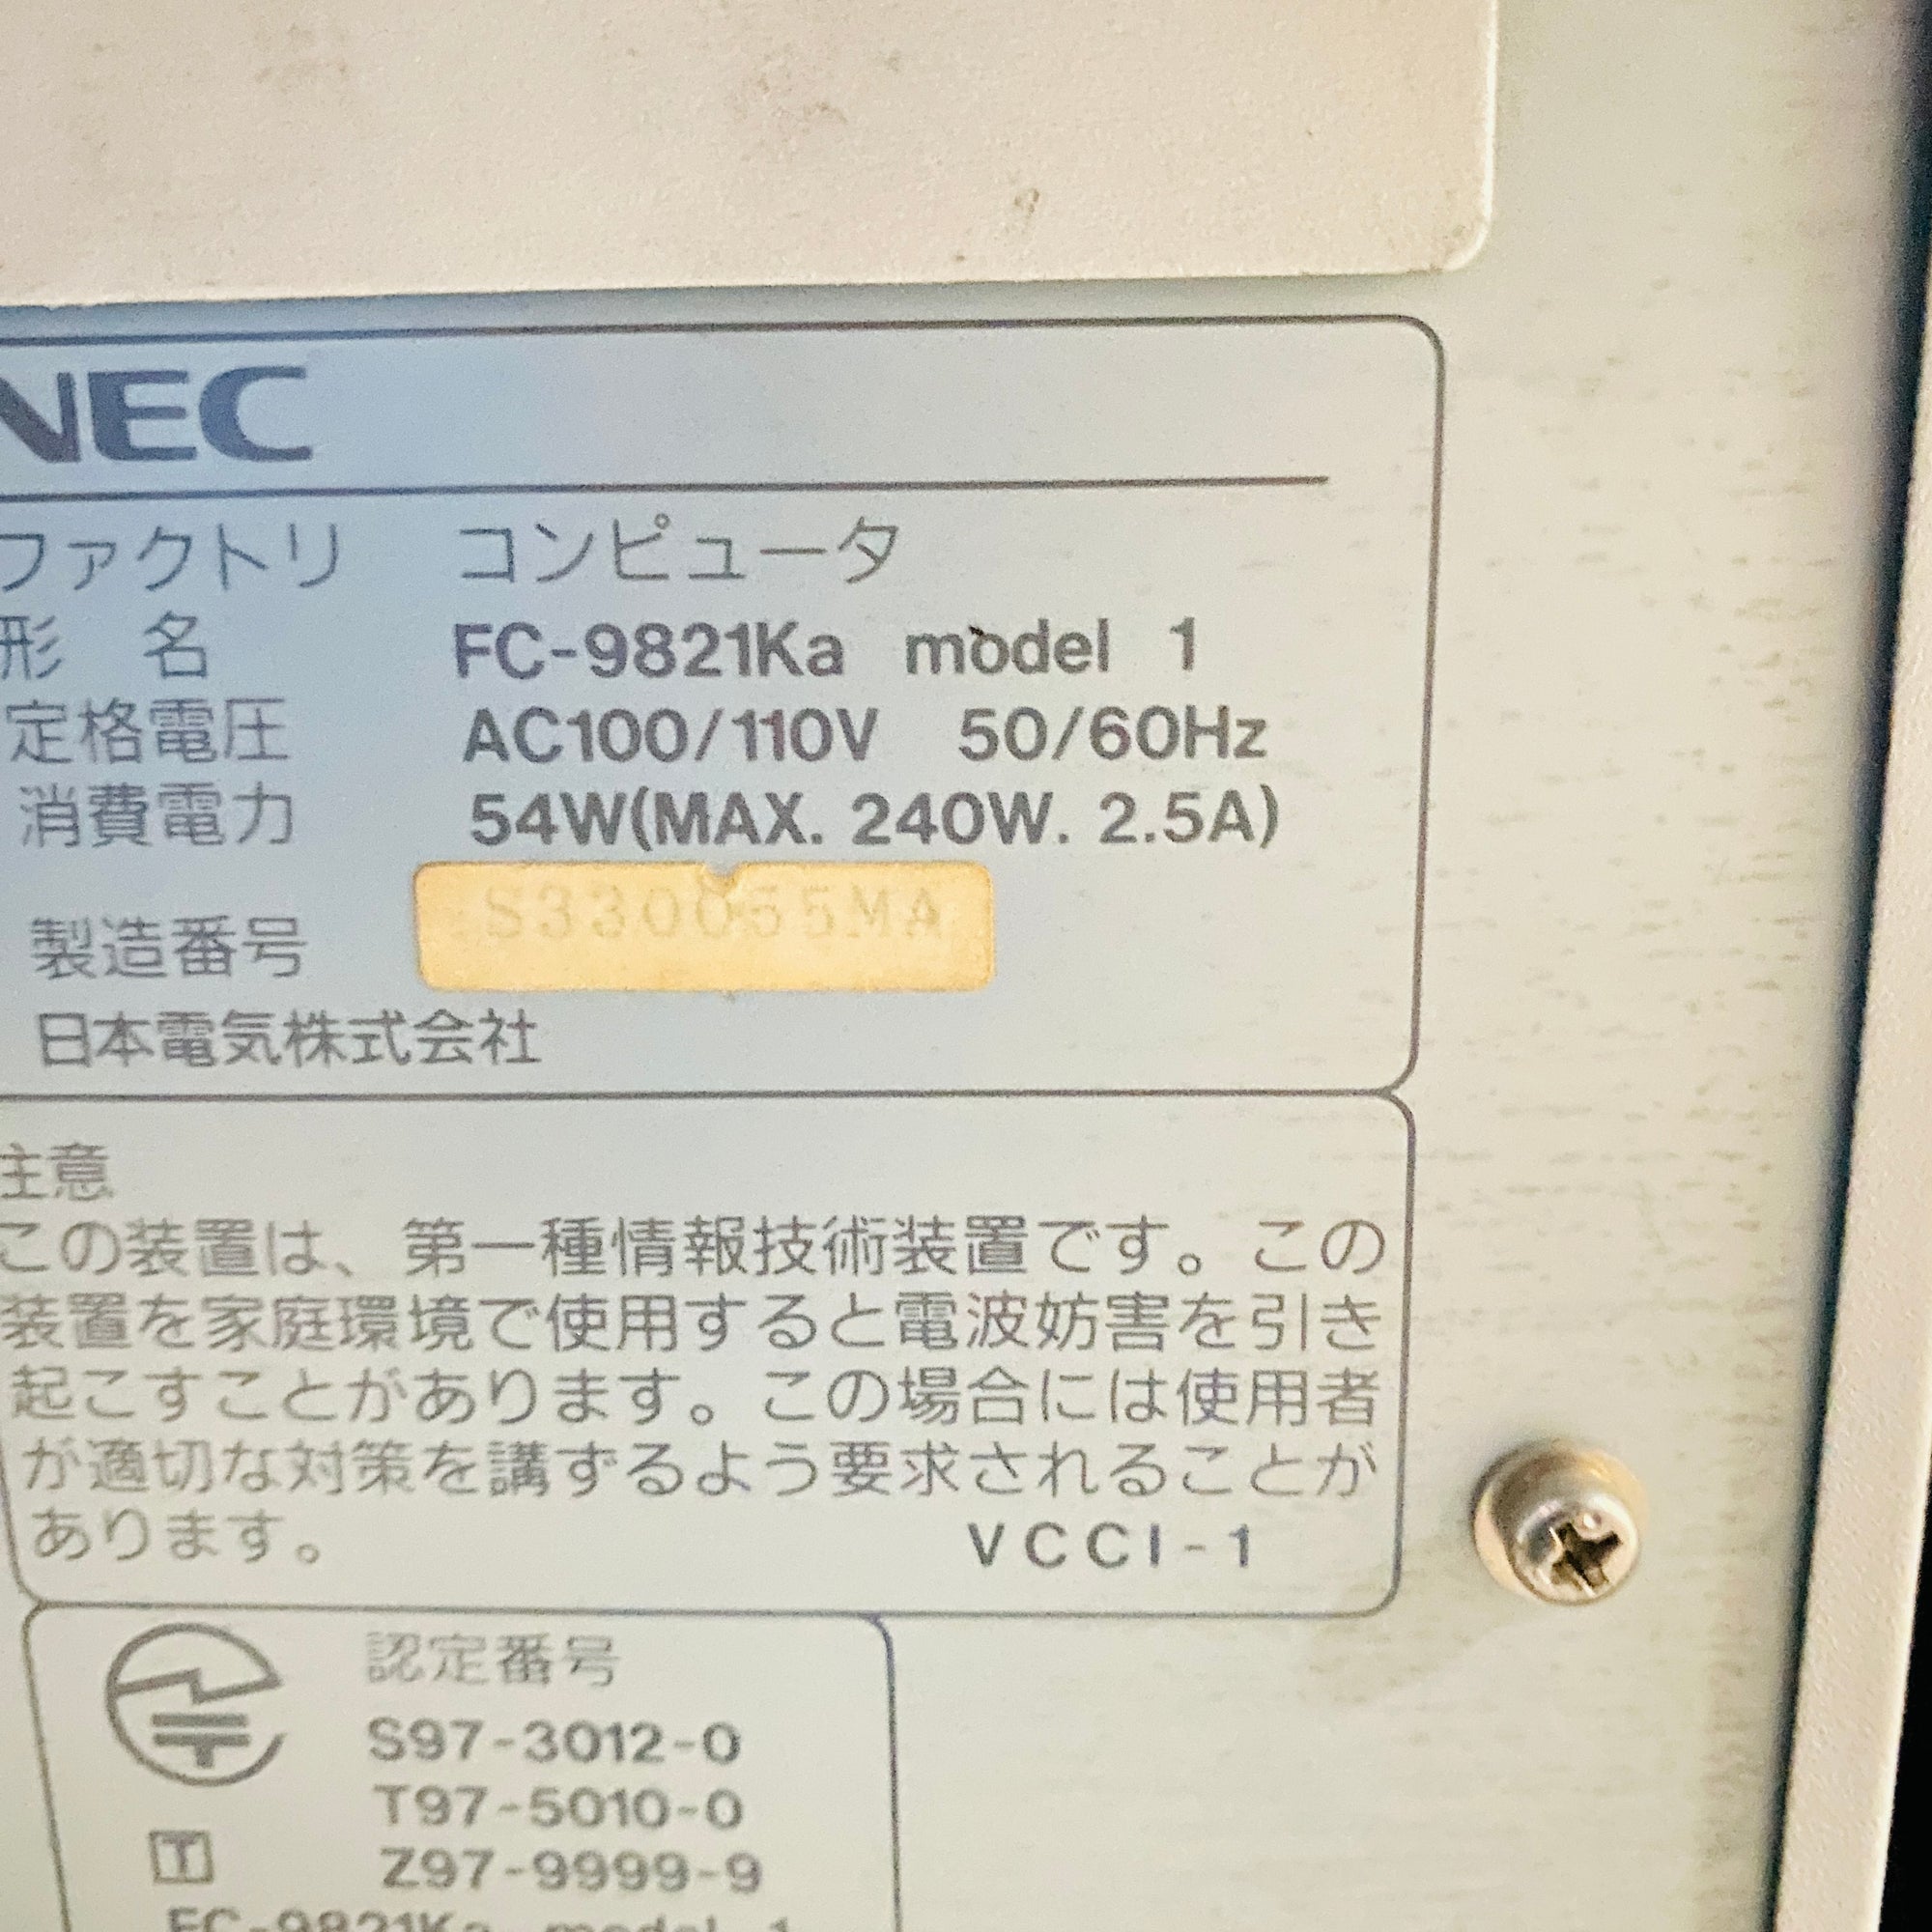 NEC
ファクトリ コンピュータ
形 名 FC-9821Ka model 1
定格電圧 AC100/110V 50/60Hz
消費電力 54W(MAX. 240W. 2.5A)
製造番号 S330055MA
日本電気株式会社
注意
この装置は、第一種情報技術装置です。この
装置を家庭環境で使用すると電波妨害を引き
起こすことがあります。この場合には使用者
が適切な対策を講ずるよう要求されることが
あります。 VCCI-1
認定番号
S97-3012-0
T97-5010-0
T Z97-9999-9
FC-9821Ka model 1